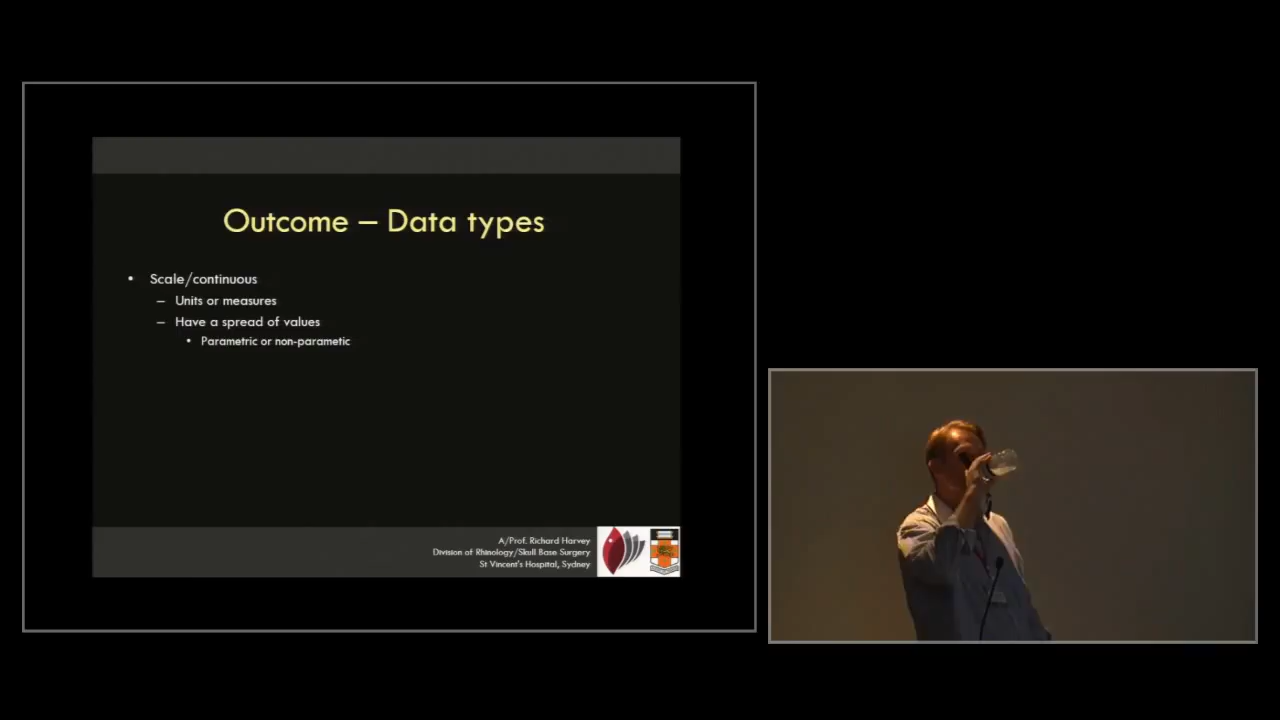 Outcome – Data types
• Scale/continuous
– Units or measures
– Have a spread of values
• Parametric or non-parametic
A/Prof. Richard Harvey
Division of Rhinology/Skull Base Surgery
St Vincent's Hospital, Sydney